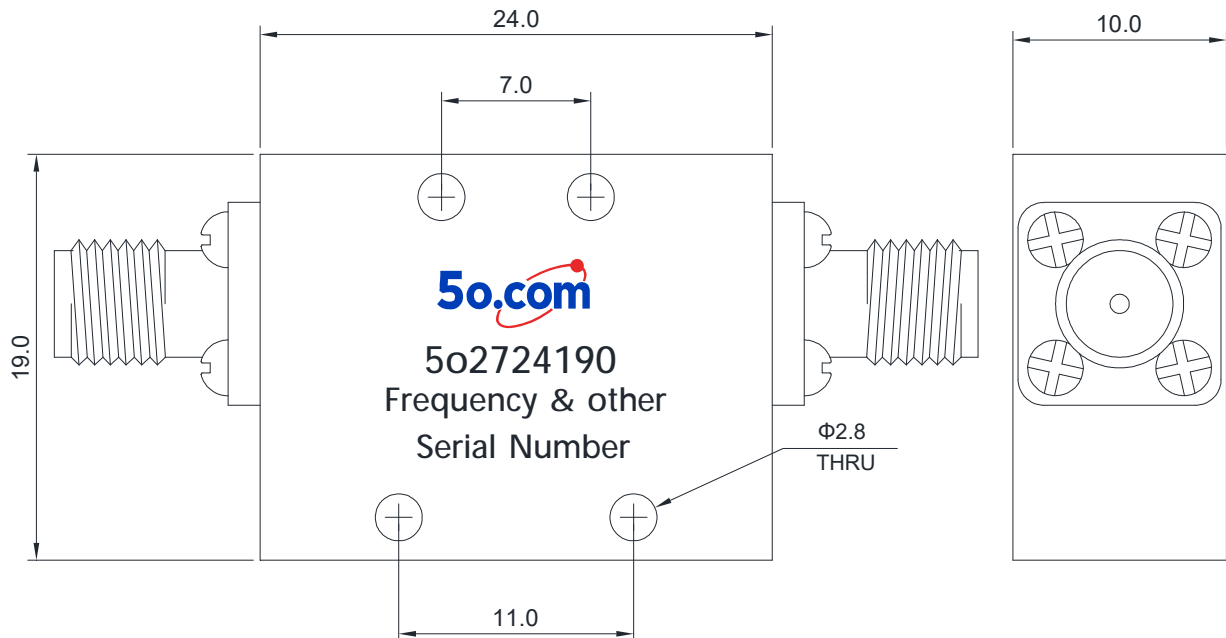 24.0
10.0
7.0
19.0
5o.com
5o2724190
Frequency & other
Serial Number
Φ2.8
THRU
11.0